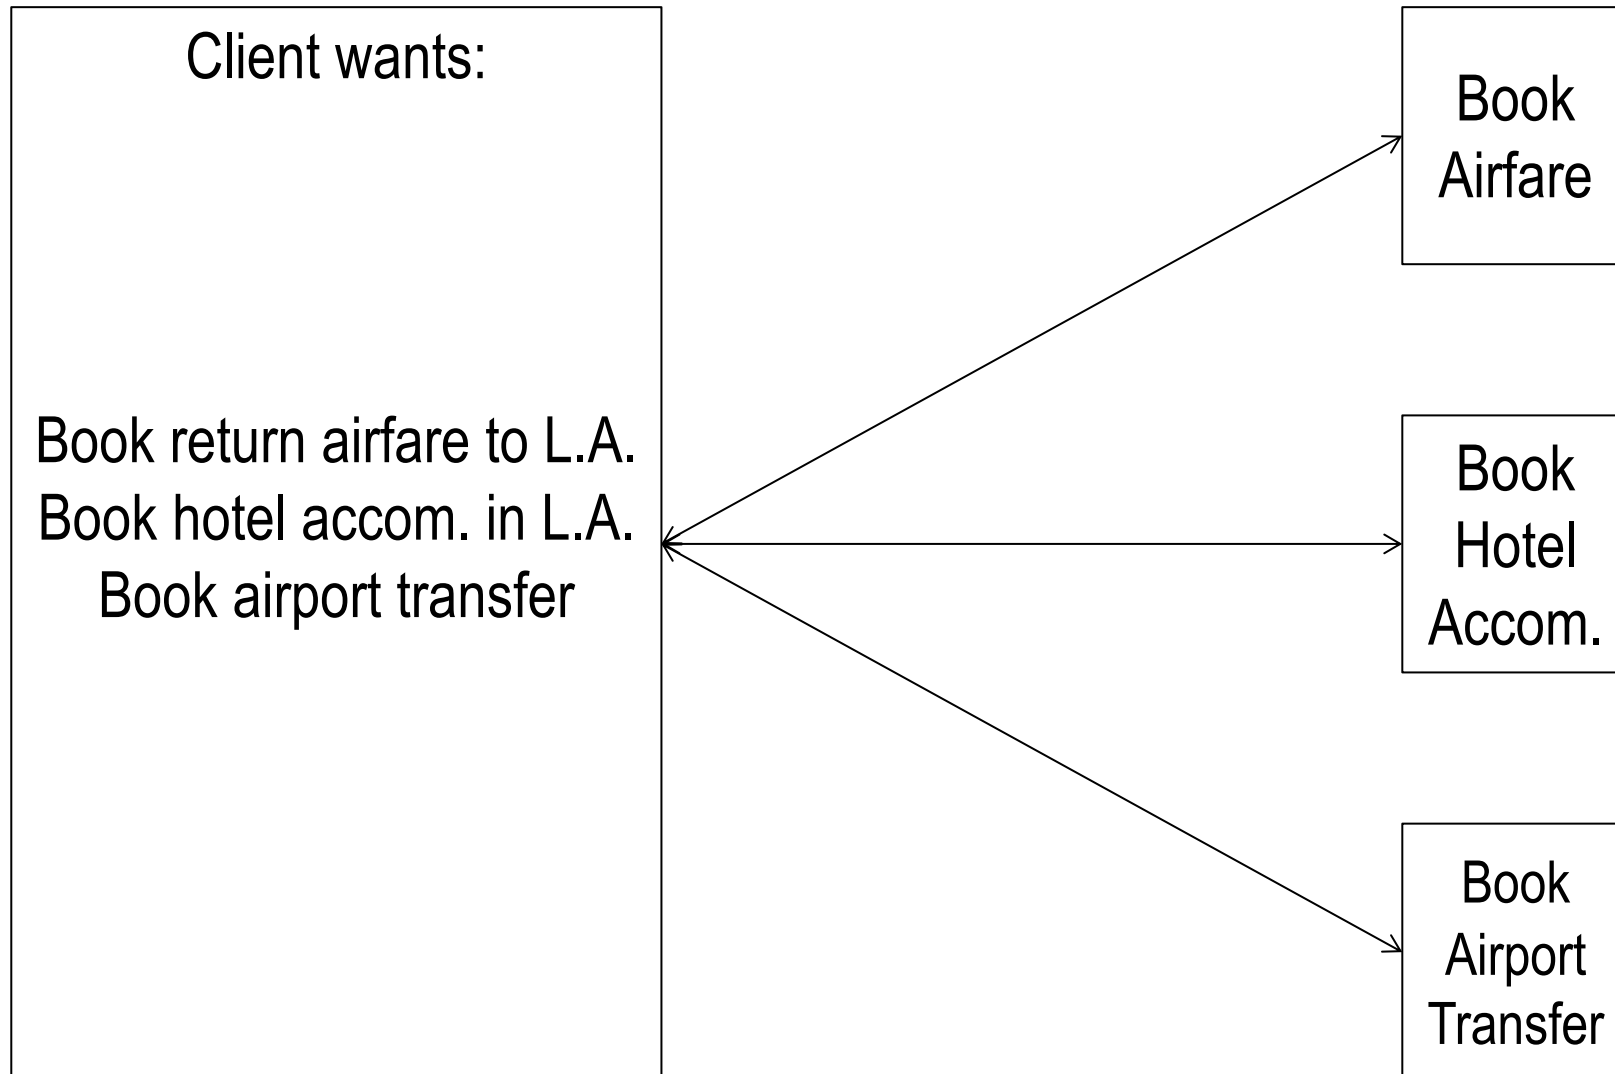 Client wants:
Book return airfare to L.A.
Book hotel accom. in L.A.
Book airport transfer
Book
Airfare
Book
Hotel
Accom.
Book
Airport
Transfer